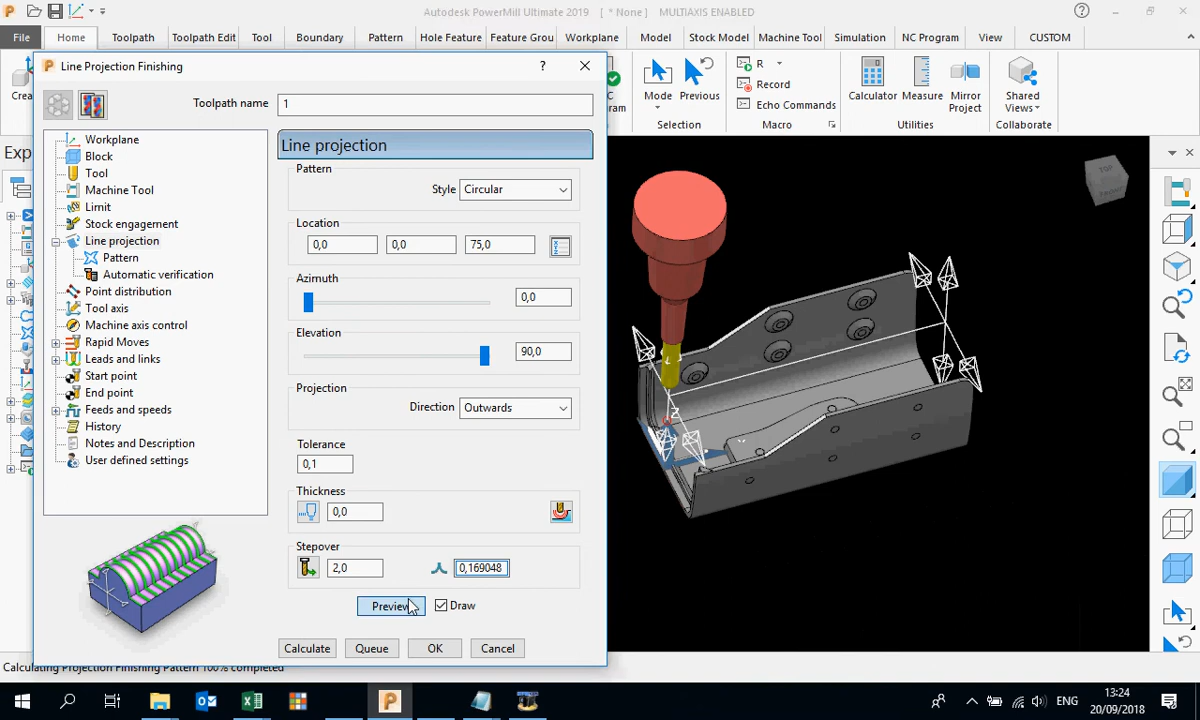 Autodesk PowerMill Ultimate 2019 [ * None ] MULTIAXIS ENABLED
File Home Toolpath Toolpath Edit Tool Boundary Pattern Hole Feature Feature Grou Workplane Model Stock Model Machine Tool Simulation NC Program View CUSTOM
Line Projection Finishing
Toolpath name 1
Line projection
Workplane
Block
Tool
Machine Tool
Limit
Stock engagement
Line projection
Pattern
Automatic verification
Point distribution
Tool axis
Machine axis control
Rapid Moves
Leads and links
Start point
End point
Feeds and speeds
History
Notes and Description
User defined settings
Pattern
Style Circular
Location
0,0 0,0 75,0
Azimuth
0,0
Elevation
90,0
Projection
Direction Outwards
Tolerance
0,1
Thickness
0,0
Stepover
2,0 0,169048
Preview Draw
Calculate Queue OK Cancel
Crea
Exp
C
gram
Mode Previous
Selection
R
Record
Echo Commands
Macro
Calculator Measure Mirror
Project
Utilities
Shared
Views
Collaborate
TOP
Z
Calculating Projection Finishing Pattern 100% completed
ENG
13:24
20/09/2018